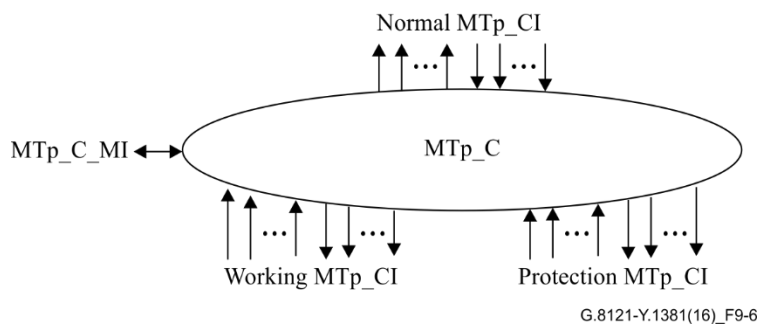 Normal MTp_CI
...
...
MTp_C_MI
MTp_C
...
...
...
...
Working MTp_CI
Protection MTp_CI
G.8121-Y.1381(16)_F9-6